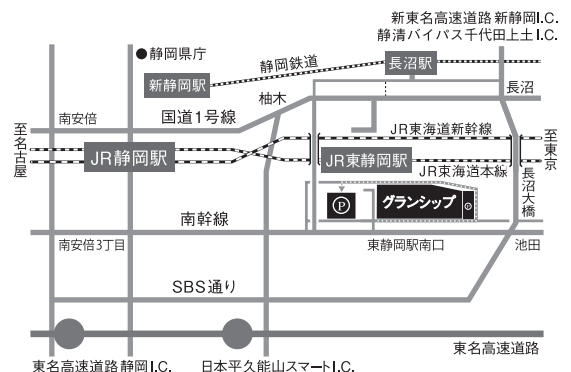 新東名高速道路 新静岡I.C.
静清バイパス千代田上土I.C.
●静岡県庁
静岡鉄道
長沼駅
新静岡駅
柚木
長沼
南安倍
国道1号線
JR東海道新幹線
至名古屋
JR静岡駅
JR東静岡駅
至東京
JR東海道本線
長沼大橋
P
グランシップ
P
南幹線
南安倍3丁目
東静岡駅南口
池田
SBS通り
東名高速道路
東名高速道路 静岡I.C.
日本平久能山スマートI.C.